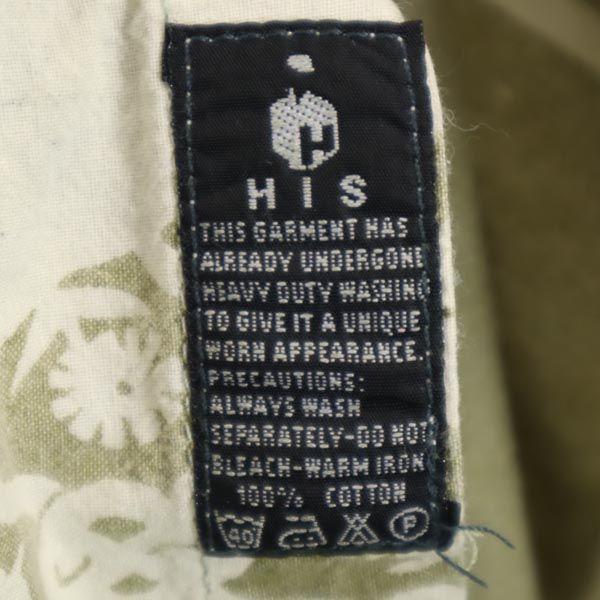 H
HIS
THIS GARMENT HAS
ALREADY UNDERGONE
HEAVY DUTY WASHING
TO GIVE IT A UNIQUE
WORN APPEARANCE.
PRECAUTIONS:
ALWAYS WASH
SEPARATELY-DO NOT
BLEACH-WARM IRON
100% COTTON
40 P